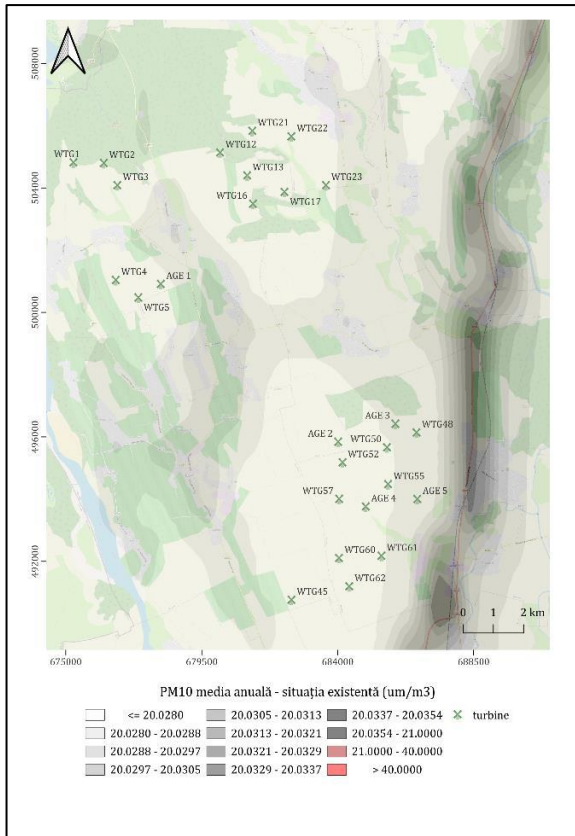 508000
WTG21
WTG22
WTG12
WTG1
WTG2
WTG13
WTG3
WTG23
504000
WTG16
WTG17
WTG4
AGE 1
WTG5
500000
AGE 3
WTG48
496000
AGE 2
WTG50
WTG52
WTG55
WTG57
AGE 4
AGE 5
WTG60
WTG61
492000
WTG62
WTG45
0 1 2 km
675000 679500 684000 688500
PM10 media anuală - situația existentă (um/m3)
<= 20.0280 20.0305 - 20.0313 20.0337 - 20.0354 turbine
20.0280 - 20.0288 20.0313 - 20.0321 20.0354 - 21.0000
20.0288 - 20.0297 20.0321 - 20.0329 21.0000 - 40.0000
20.0297 - 20.0305 20.0329 - 20.0337 > 40.0000